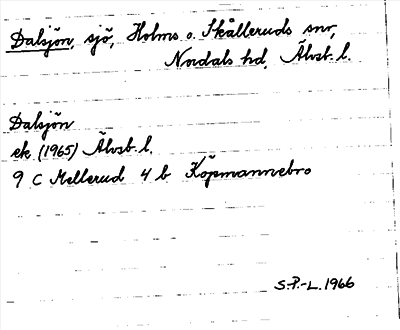 Dalsjön, sjö, Holms o. Skålleruds snr,
Nordals hd, Älvsb. l.
Dalsjön
ek (1965) Älvsb. l.
9 C Mellerud 4 b Köpmannebro
S.P.-L. 1966